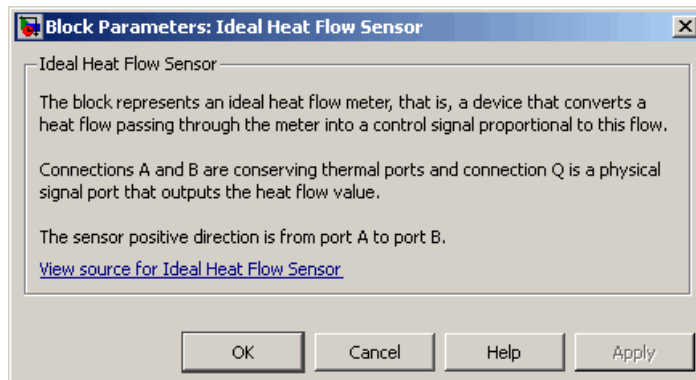 Block Parameters: Ideal Heat Flow Sensor
Ideal Heat Flow Sensor
The block represents an ideal heat flow meter, that is, a device that converts a
heat flow passing through the meter into a control signal proportional to this flow.
Connections A and B are conserving thermal ports and connection Q is a physical
signal port that outputs the heat flow value.
The sensor positive direction is from port A to port B.
View source for Ideal Heat Flow Sensor
OK Cancel Help Apply